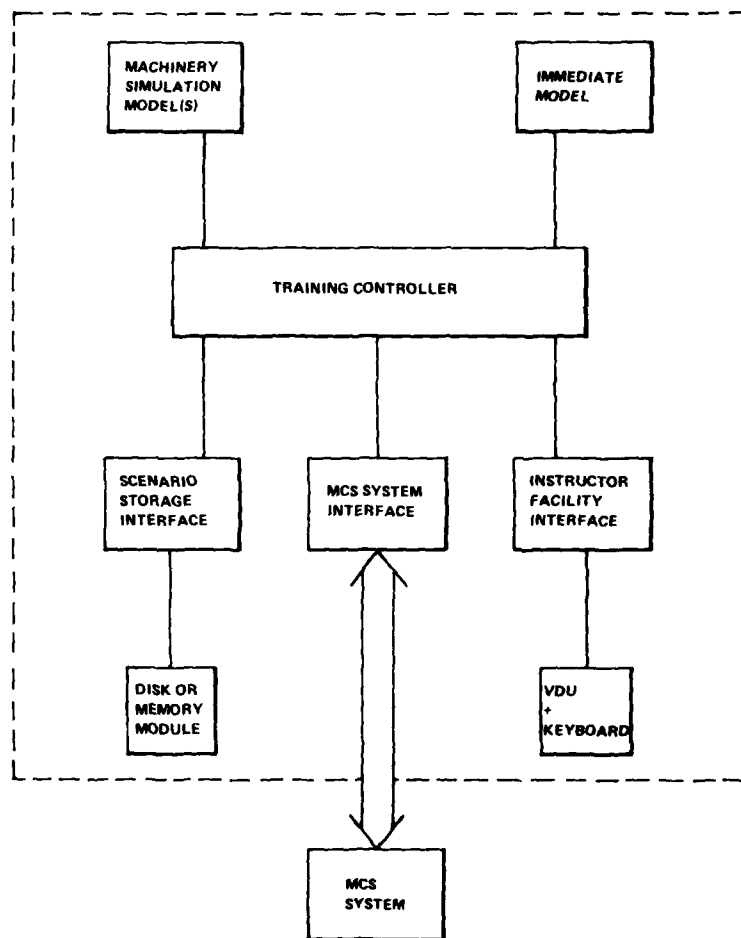 MACHINERY
SIMULATION
MODEL(S)
IMMEDIATE
MODEL
TRAINING CONTROLLER
SCENARIO
STORAGE
INTERFACE
MCS SYSTEM
INTERFACE
INSTRUCTOR
FACILITY
INTERFACE
DISK OR
MEMORY
MODULE
VDU
+
KEYBOARD
MCS
SYSTEM